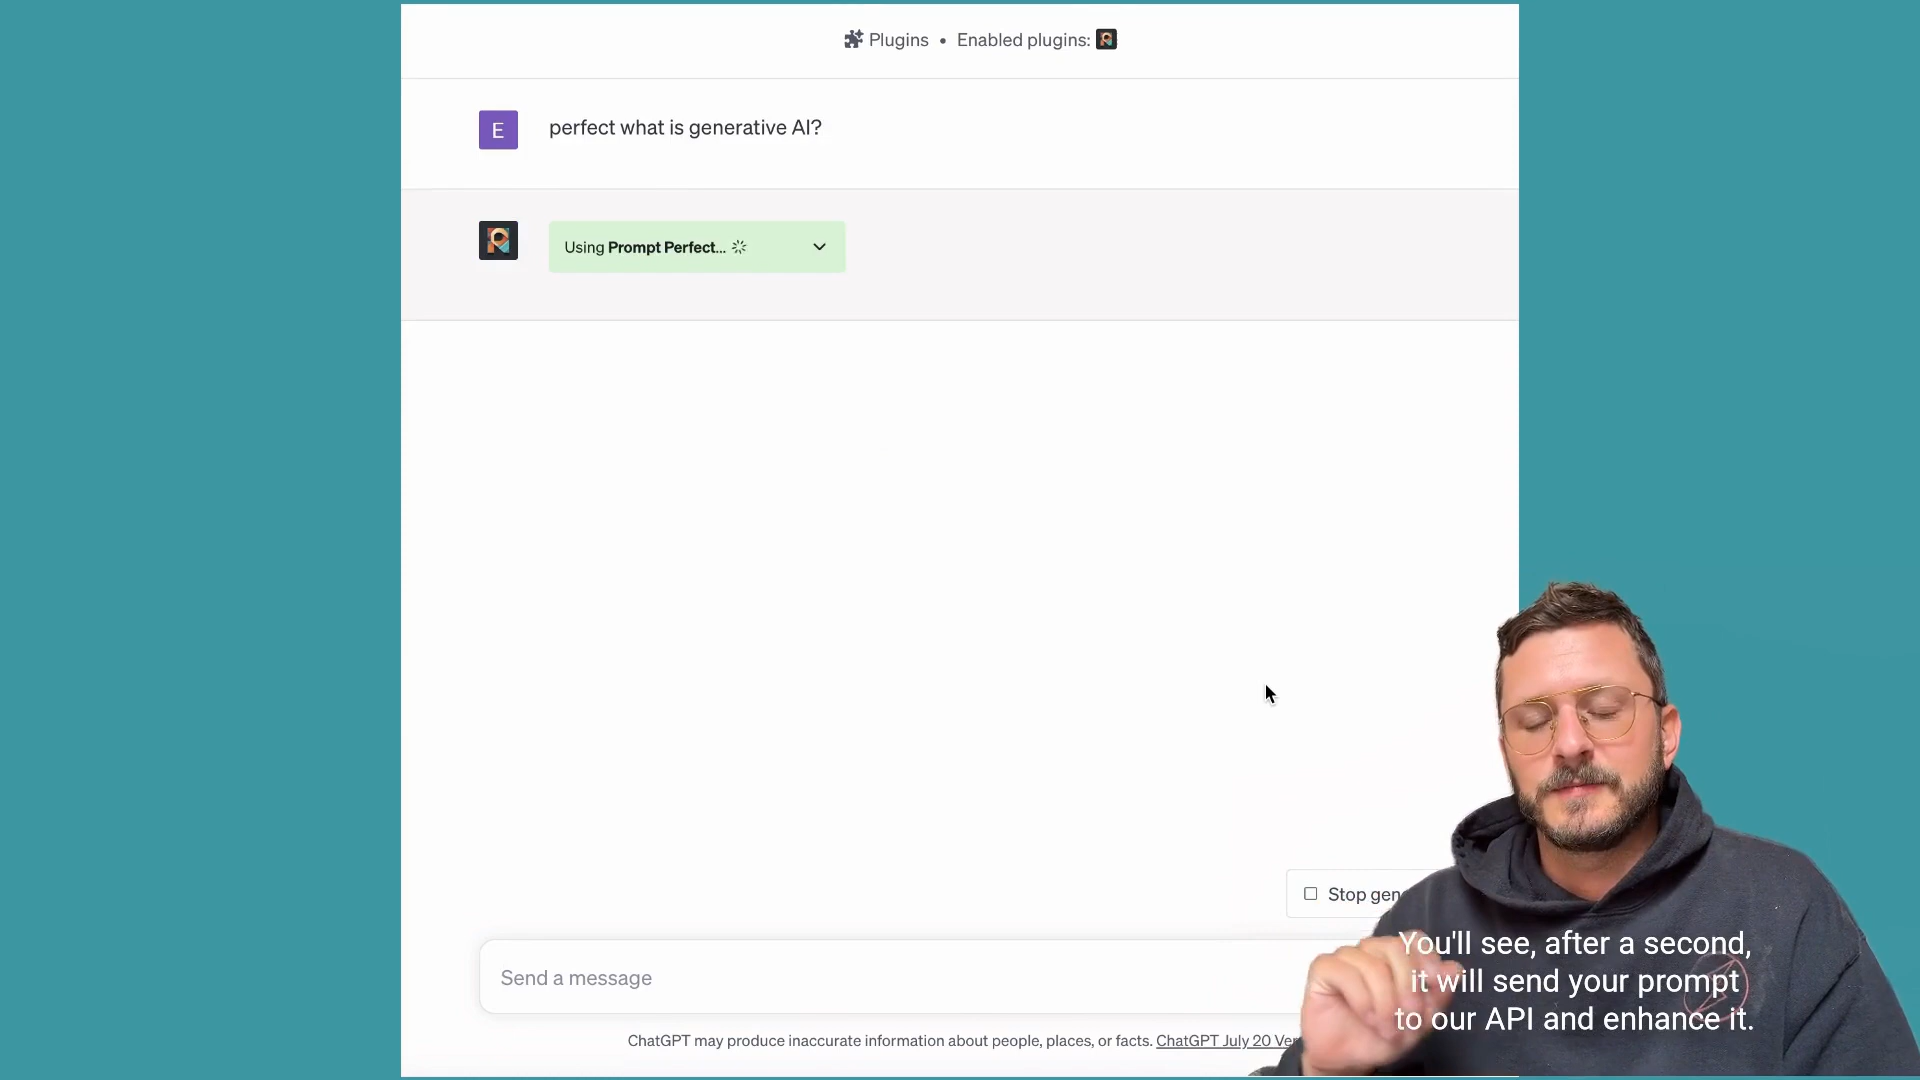 Plugins • Enabled plugins:
E
perfect what is generative AI?
Using Prompt Perfect...
Stop gen
Send a message
ChatGPT may produce inaccurate information about people, places, or facts. ChatGPT July 20 Ver
You'll see, after a second,
it will send your prompt
to our API and enhance it.